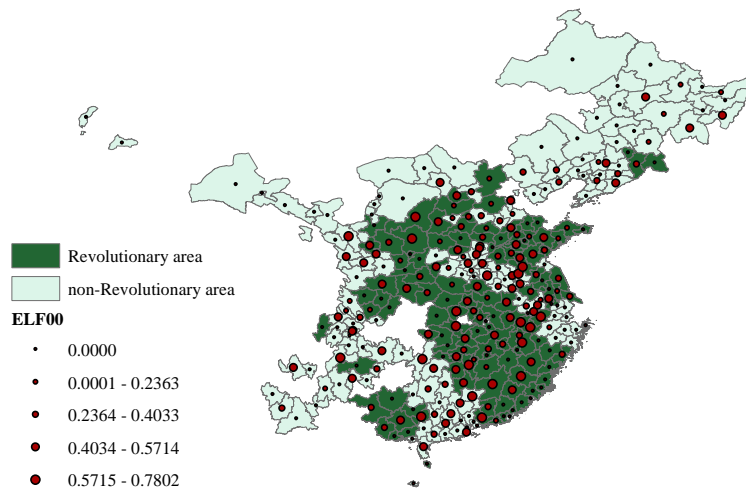 Revolutionary area
non-Revolutionary area
ELF00
0.0000
0.0001 - 0.2363
0.2364 - 0.4033
0.4034 - 0.5714
0.5715 - 0.7802